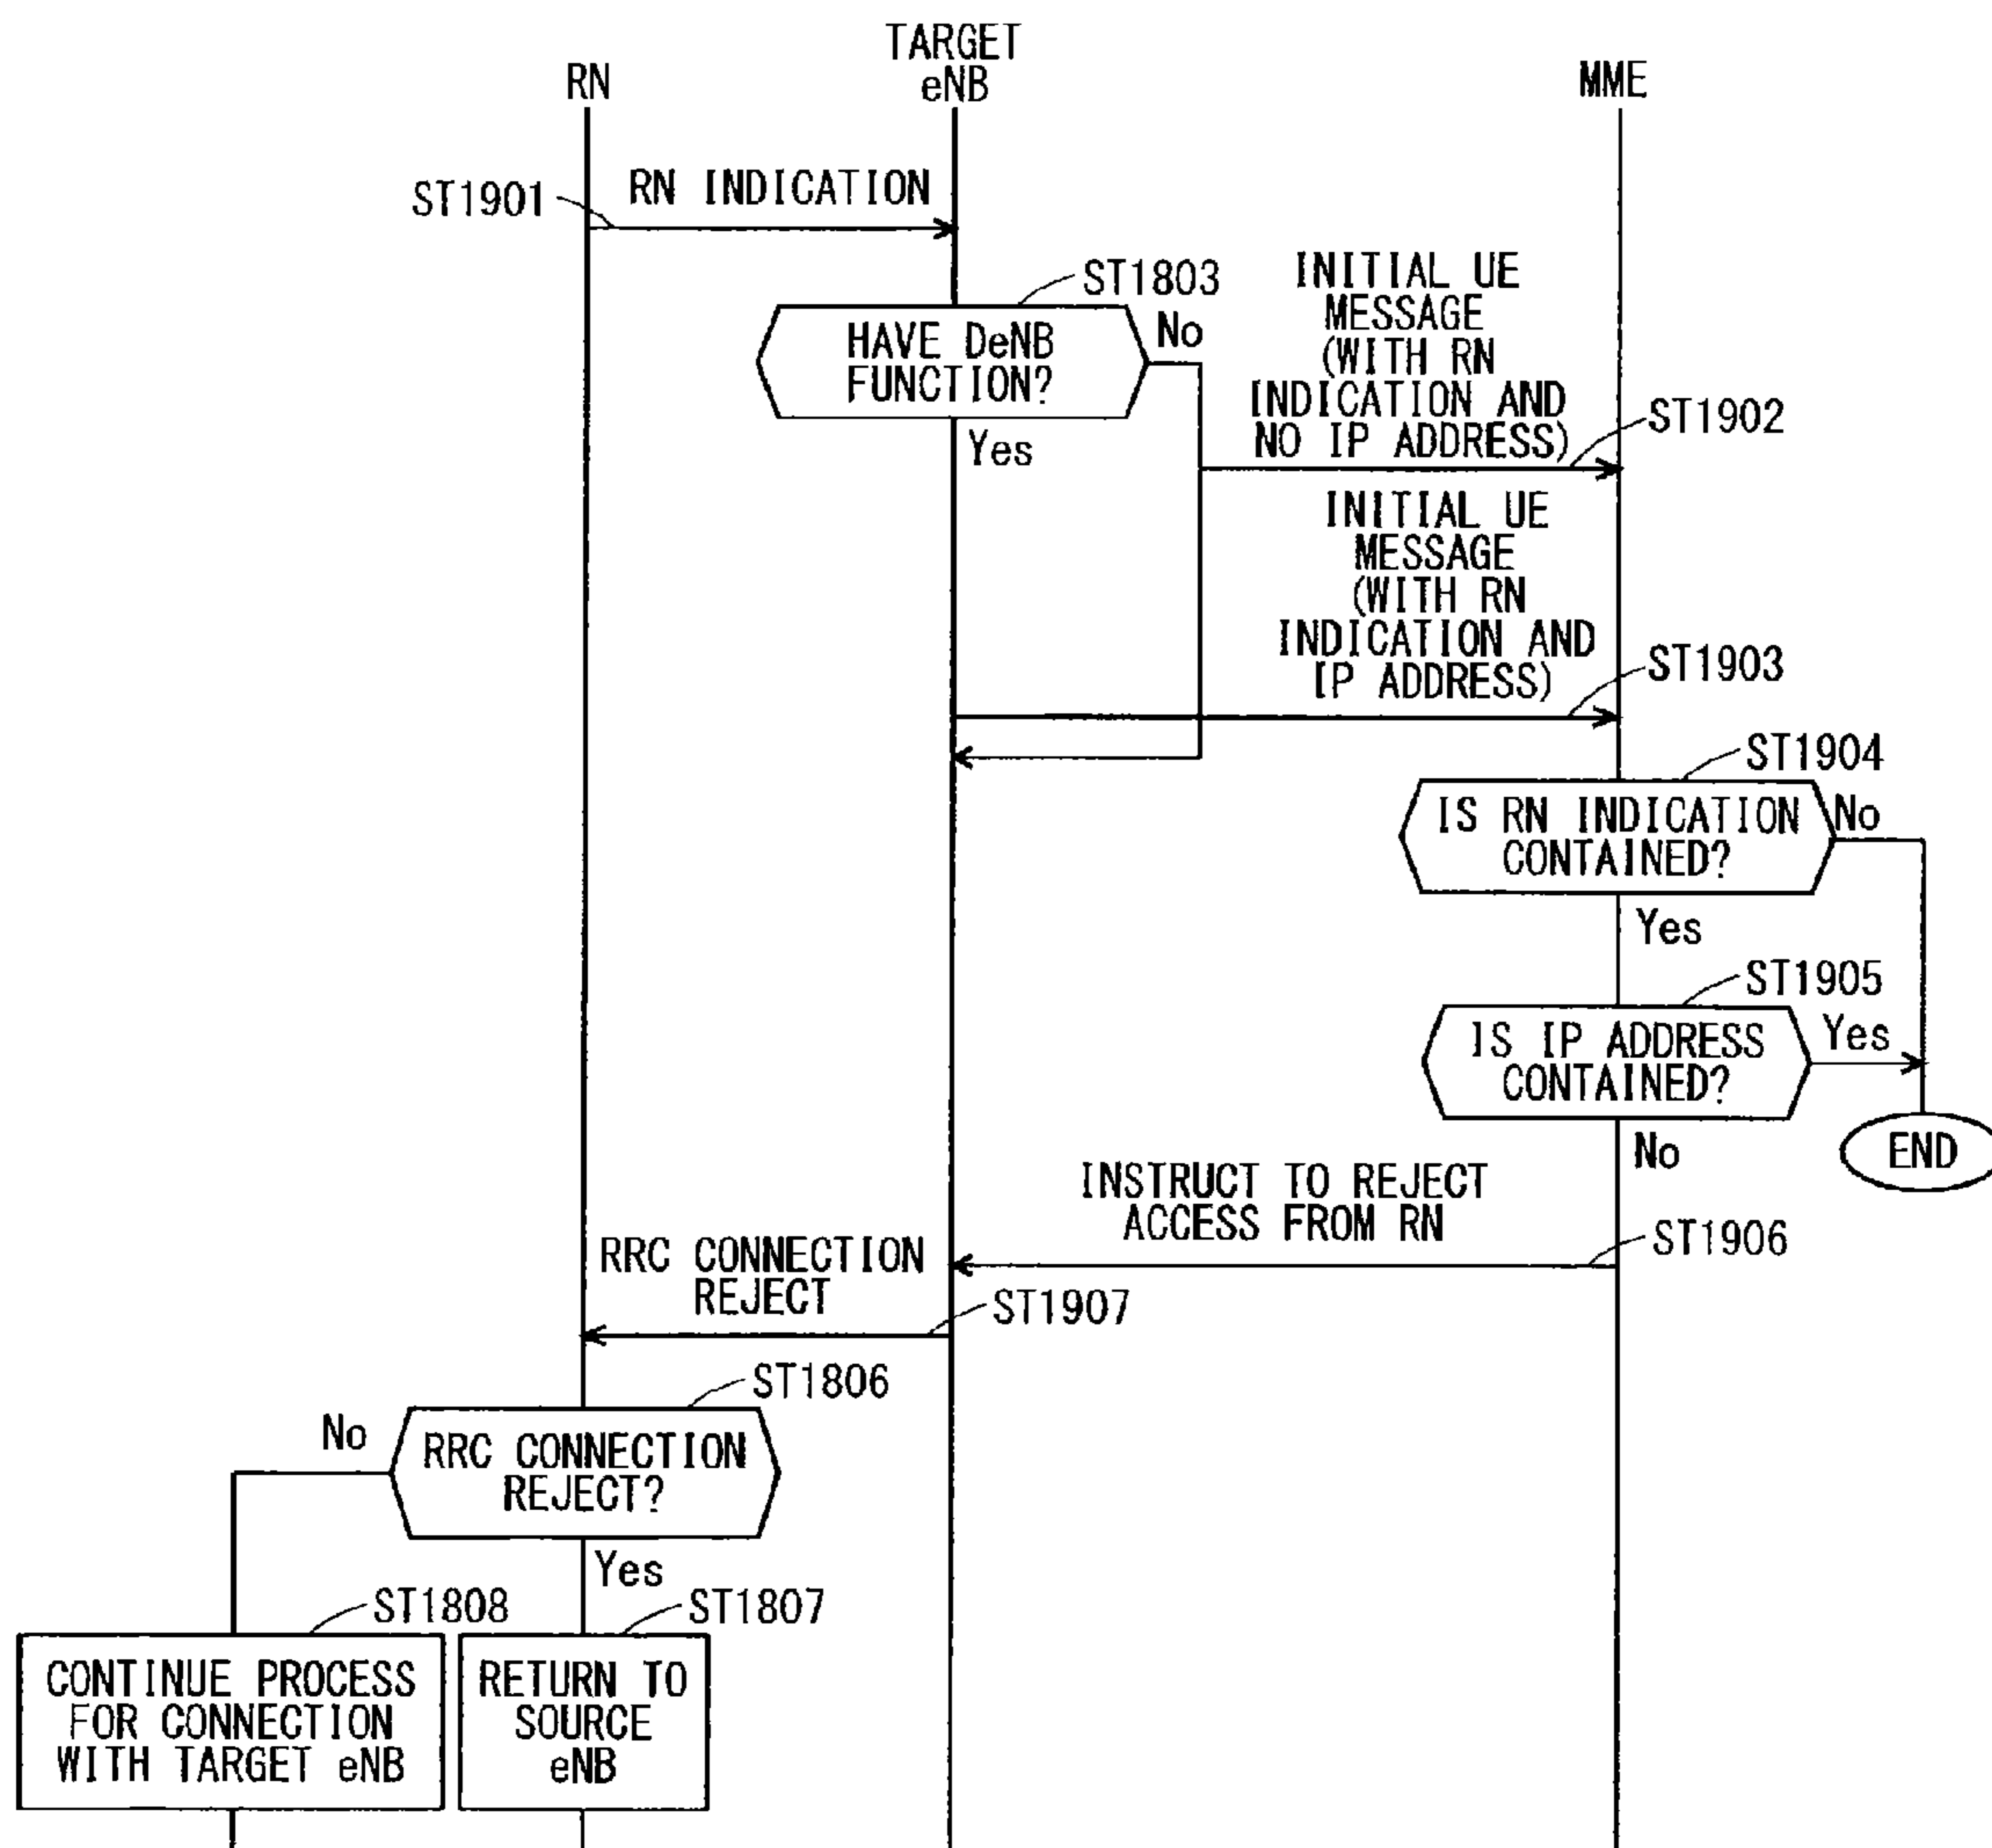 RN
TARGET
eNB
MME
ST1901
RN INDICATION
ST1803
HAVE DeNB
FUNCTION?
No
Yes
INITIAL UE
MESSAGE
(WITH RN
INDICATION AND
NO IP ADDRESS)
ST1902
INITIAL UE
MESSAGE
(WITH RN
INDICATION AND
IP ADDRESS)
ST1903
ST1904
IS RN INDICATION
CONTAINED?
No
Yes
ST1905
IS IP ADDRESS
CONTAINED?
Yes
No
END
INSTRUCT TO REJECT
ACCESS FROM RN
ST1906
RRC CONNECTION
REJECT
ST1907
ST1806
No
RRC CONNECTION
REJECT?
Yes
ST1808
ST1807
CONTINUE PROCESS
FOR CONNECTION
WITH TARGET eNB
RETURN TO
SOURCE
eNB